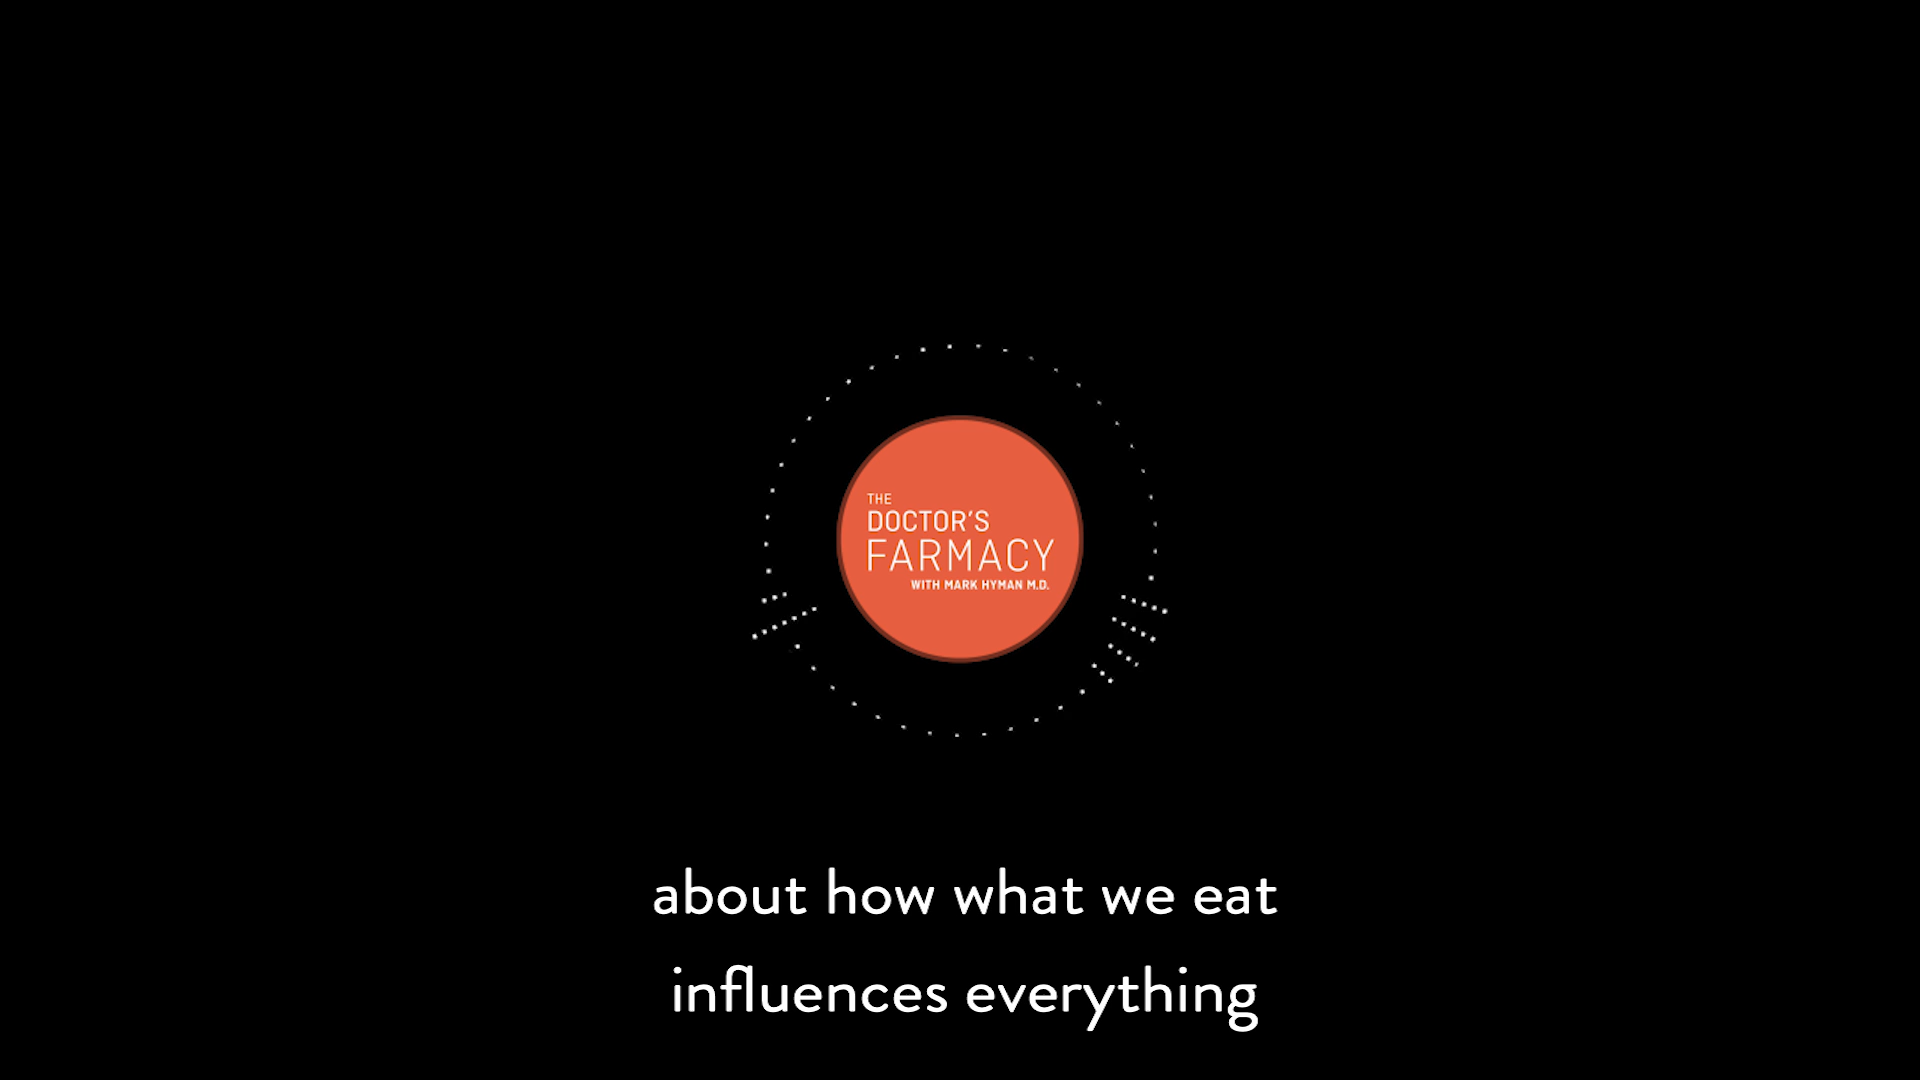 THE
DOCTOR'S
FARMACY
WITH MARK HYMAN M.D.
about how what we eat
influences everything